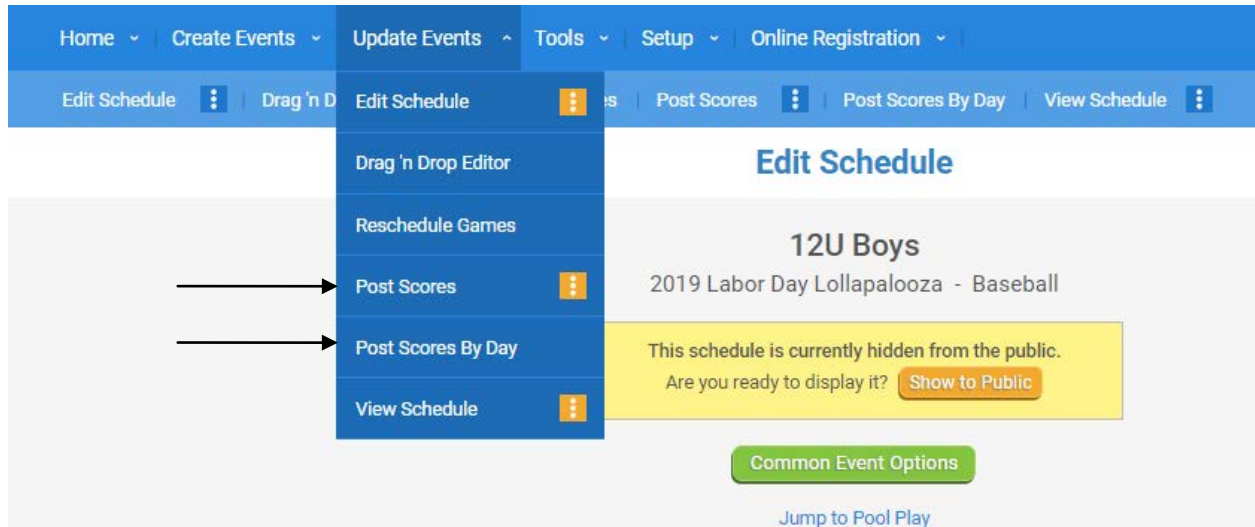 Home Create Events Update Events Tools Setup Online Registration
Edit Schedule Drag 'n D es Post Scores Post Scores By Day View Schedule
Edit Schedule
Drag 'n Drop Editor
Reschedule Games
Post Scores
Post Scores By Day
View Schedule
Edit Schedule
12U Boys
2019 Labor Day Lollapalooza - Baseball
This schedule is currently hidden from the public.
Are you ready to display it? Show to Public
Common Event Options
Jump to Pool Play